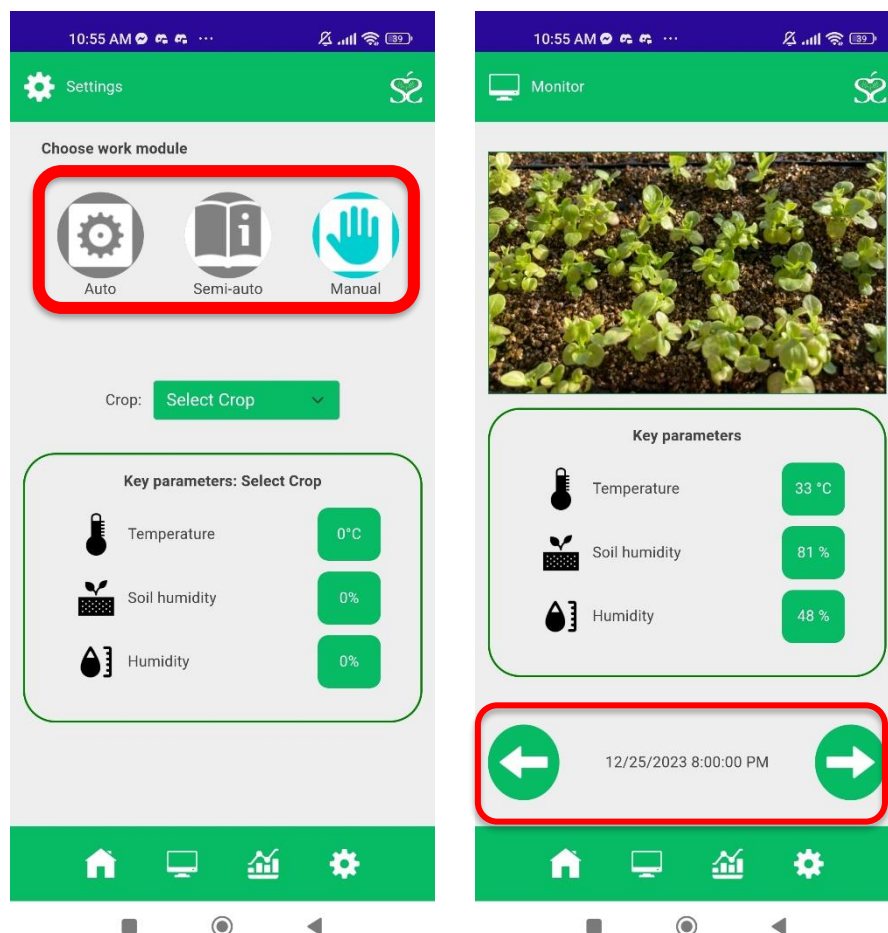 10:55 AM ... 39
Settings
Choose work module
Auto Semi-auto Manual
Crop: Select Crop
Key parameters: Select Crop
Temperature 0°C
Soil humidity 0%
Humidity 0%
10:55 AM ... 39
Monitor
Key parameters
Temperature 33 °C
Soil humidity 81 %
Humidity 48 %
12/25/2023 8:00:00 PM